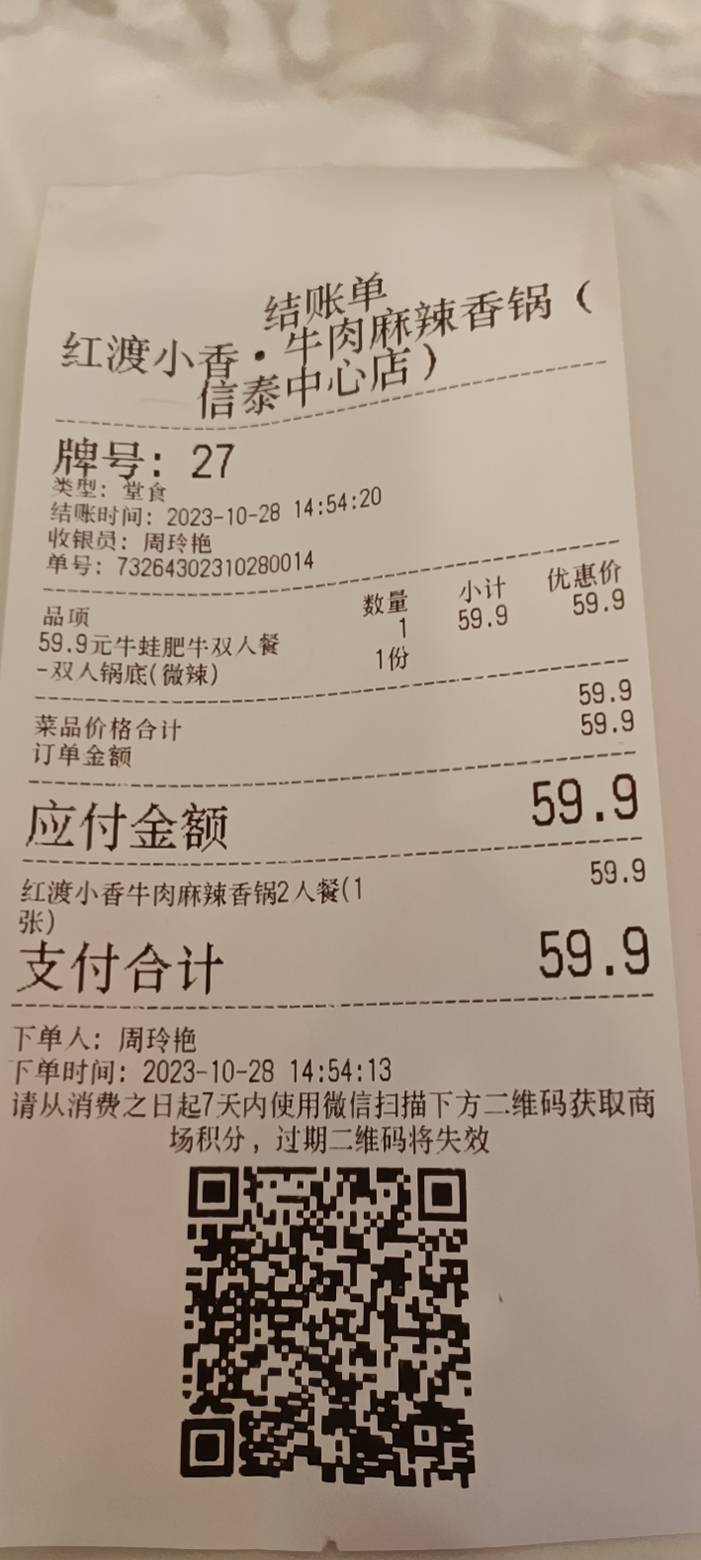 结账单
红渡小香·牛肉麻辣香锅（
信泰中心店）
牌号: 27
类型: 堂食
结账时间: 2023-10-28 14:54:20
收银员: 周玲艳
单号: 73264302310280014
品项 数量 小计 优惠价
59.9元牛蛙肥牛双人餐 1 59.9 59.9
-双人锅底(微辣) 1份
菜品价格合计 59.9
订单金额 59.9
应付金额 59.9
红渡小香牛肉麻辣香锅2人餐(1 59.9
张)
支付合计 59.9
下单人: 周玲艳
下单时间: 2023-10-28 14:54:13
请从消费之日起7天内使用微信扫描下方二维码获取商
场积分，过期二维码将失效